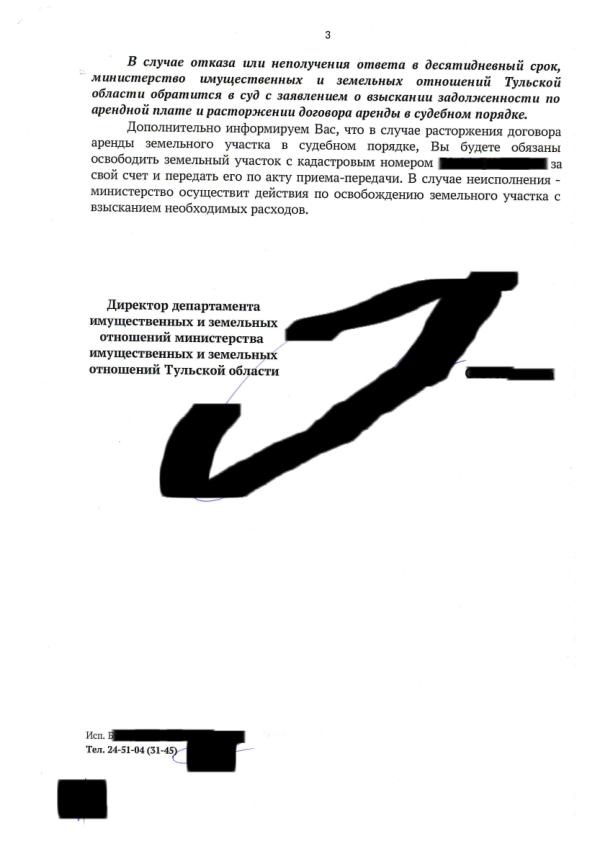 3
В случае отказа или неполучения ответа в десятидневный срок,
министерство имущественных и земельных отношений Тульской
области обратится в суд с заявлением о взыскании задолженности по
арендной плате и расторжении договора аренды в судебном порядке.
Дополнительно информируем Вас, что в случае расторжения договора
аренды земельного участка в судебном порядке, Вы будете обязаны
освободить земельный участок с кадастровым номером за
свой счет и передать его по акту приема-передачи. В случае неисполнения -
министерство осуществит действия по освобождению земельного участка с
взысканием необходимых расходов.
Директор департамента
имущественных и земельных
отношений министерства
имущественных и земельных
отношений Тульской области
Исп.
Тел. 24-51-04 (31-45)